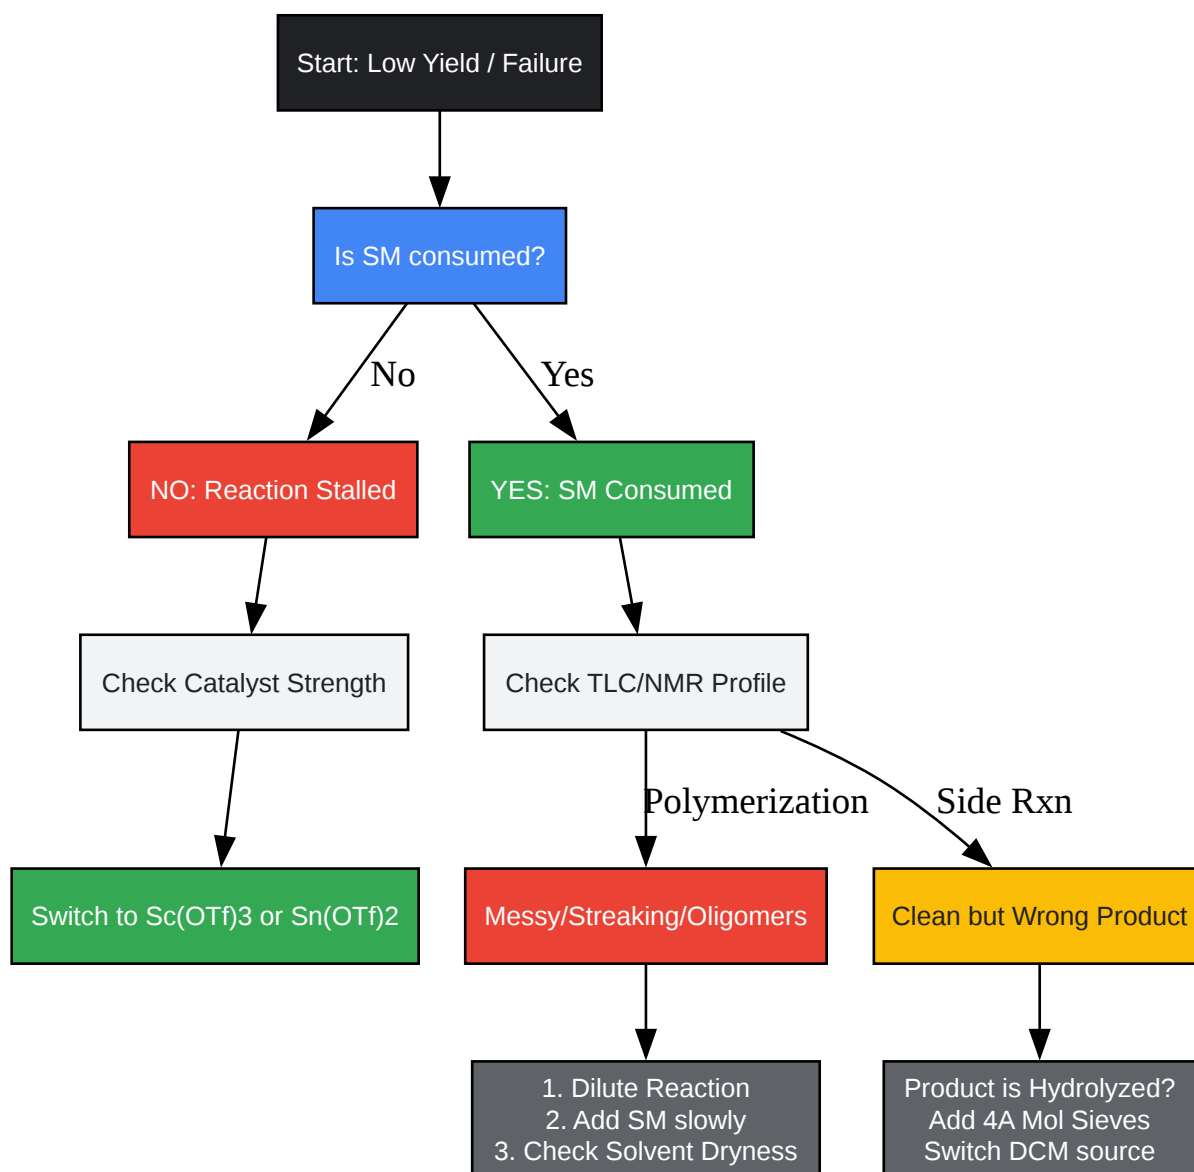 Start: Low Yield / Failure
Is SM consumed?
No
Yes
NO: Reaction Stalled
YES: SM Consumed
Check Catalyst Strength
Check TLC/NMR Profile
Polymerization
Side Rxn
Switch to Sc(OTf)3 or Sn(OTf)2
Messy/Streaking/Oligomers
Clean but Wrong Product
1. Dilute Reaction
2. Add SM slowly
3. Check Solvent Dryness
Product is Hydrolyzed?
Add 4A Mol Sieves
Switch DCM source